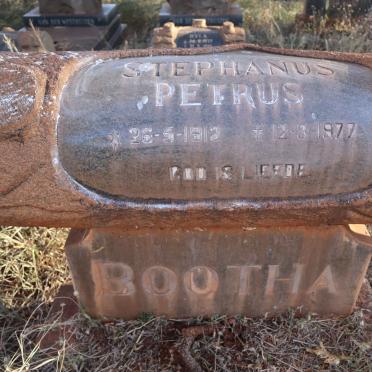 STEPHANUS
PETRUS
* 26-5-1912 + 12-8-1977
GOD IS LIEFDE
BOOTHA